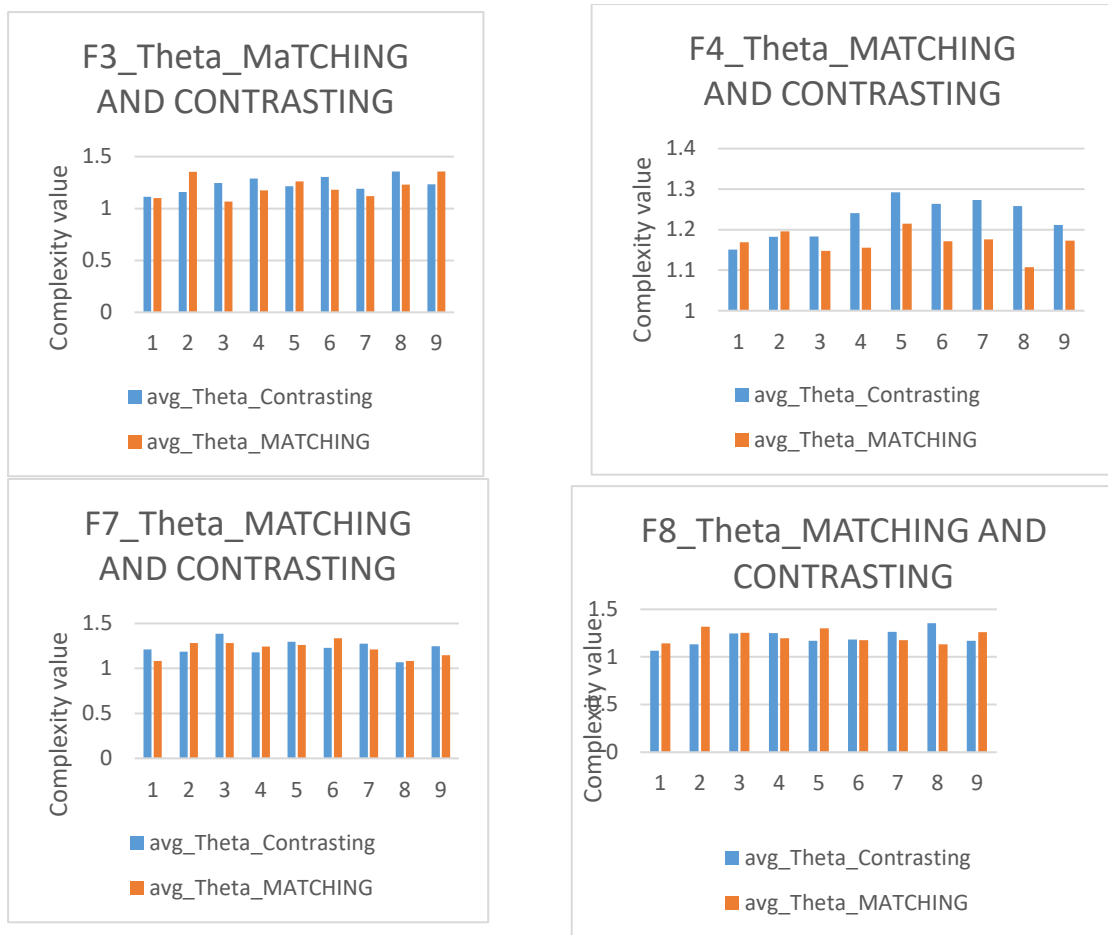 F3_Theta_MaTCHING
AND CONTRASTING
Complexity value
1.5
1
0.5
0
1 2 3 4 5 6 7 8 9
avg_Theta_Contrasting
avg_Theta_MATCHING
F4_Theta_MATCHING
AND CONTRASTING
Complexity value
1.4
1.3
1.2
1.1
1
1 2 3 4 5 6 7 8 9
avg_Theta_Contrasting
avg_Theta_MATCHING
F7_Theta_MATCHING
AND CONTRASTING
Complexity value
1.5
1
0.5
0
1 2 3 4 5 6 7 8 9
avg_Theta_Contrasting
avg_Theta_MATCHING
F8_Theta_MATCHING AND
CONTRASTING
Complexity value
1.5
1
0.5
0
1 2 3 4 5 6 7 8 9
avg_Theta_Contrasting
avg_Theta_MATCHING